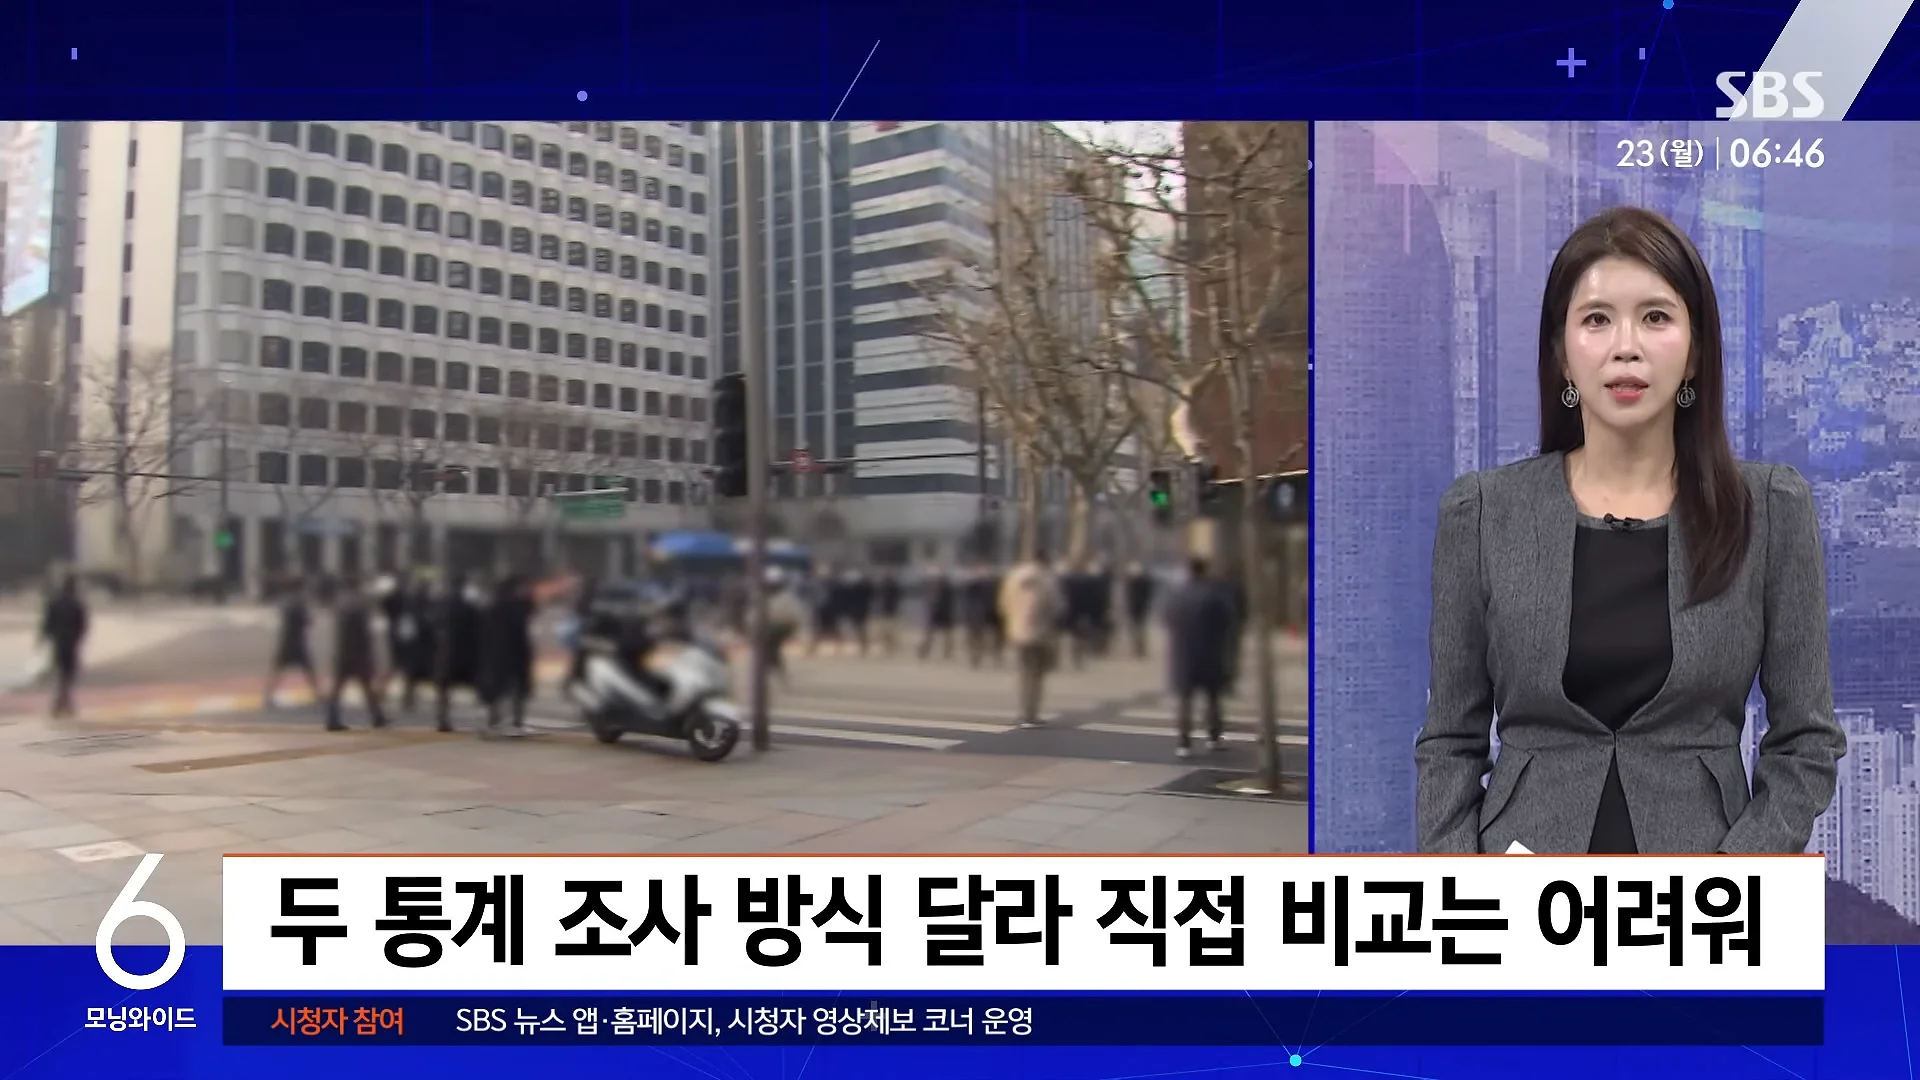 SBS
23(월) | 06:46
두 통계 조사 방식 달라 직접 비교는 어려워
6
모닝와이드
시청자 참여 SBS 뉴스 앱·홈페이지, 시청자 영상제보 코너 운영